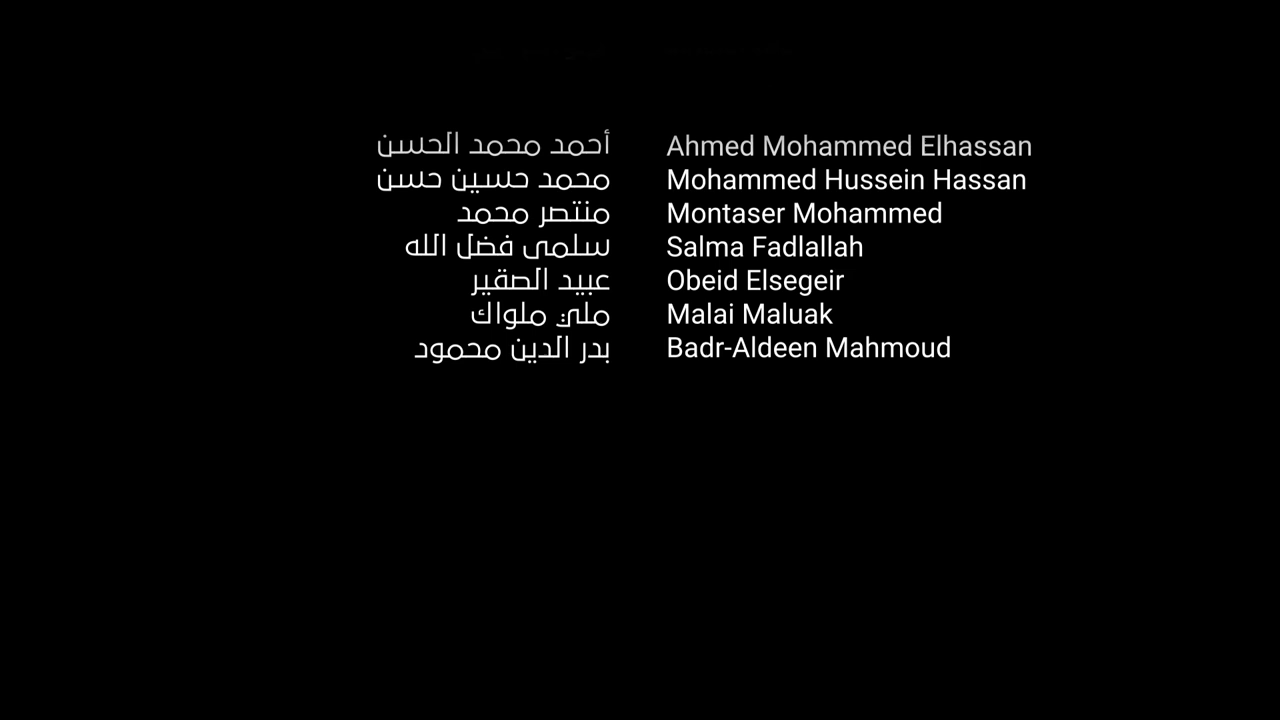 أحمد محمد الحسن Ahmed Mohammed Elhassan
محمد حسين حسن Mohammed Hussein Hassan
منتصر محمد Montaser Mohammed
سلمى فضل الله Salma Fadlallah
عبيد الصقير Obeid Elsegeir
ملي ملواك Malai Maluak
بدر الدين محمود Badr-Aldeen Mahmoud